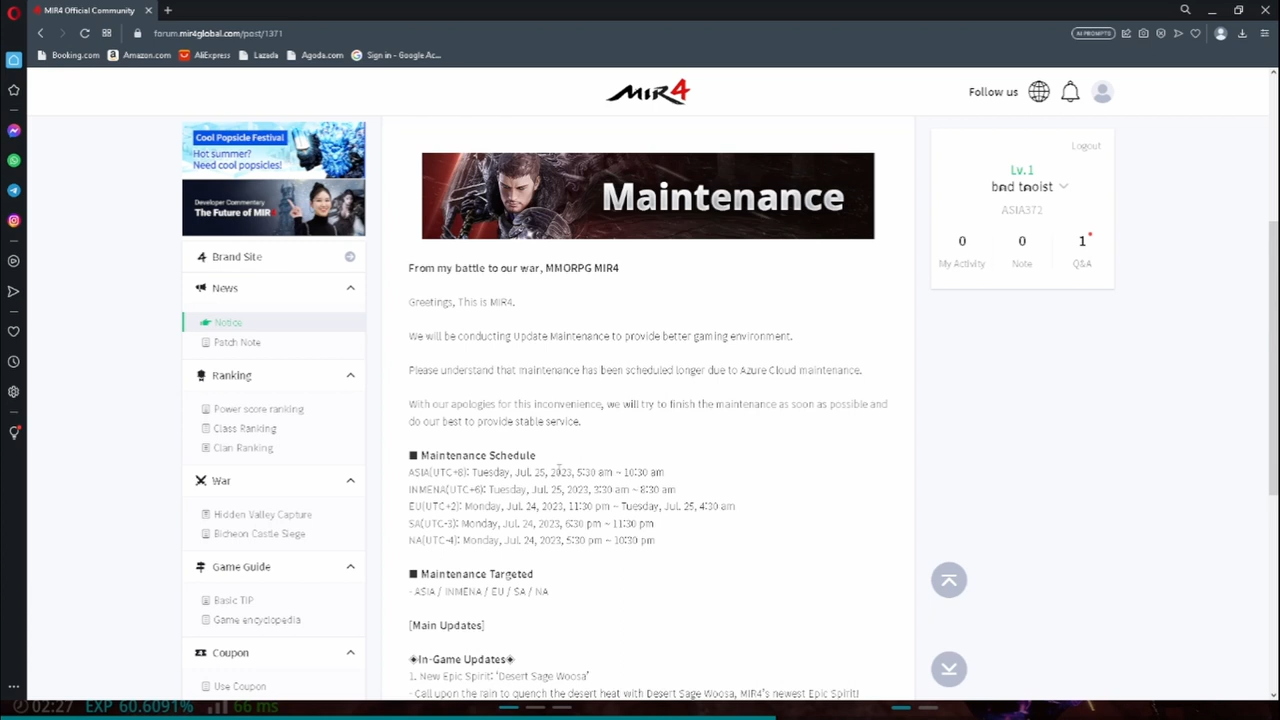 MIR4 Official Community
forum.mir4global.com/post/1371
AI PROMPTS
Booking.com
Amazon.com
AliExpress
Lazada
Agoda.com
Sign in - Google Ac...
MIR4
Follow us
Cool Popsicle Festival
Hot summer?
Need cool popsicles!
Developer Commentary
The Future of MIR4
Brand Site
News
Notice
Patch Note
Ranking
Power score ranking
Class Ranking
Clan Ranking
War
Hidden Valley Capture
Bicheon Castle Siege
Game Guide
Basic TIP
Game encyclopedia
Coupon
Use Coupon
Maintenance
From my battle to our war, MMORPG MIR4
Greetings, This is MIR4.
We will be conducting Update Maintenance to provide better gaming environment.
Please understand that maintenance has been scheduled longer due to Azure Cloud maintenance.
With our apologies for this inconvenience, we will try to finish the maintenance as soon as possible and
do our best to provide stable service.
■ Maintenance Schedule
ASIA(UTC+8): Tuesday, Jul. 25, 2023, 5:30 am ~ 10:30 am
INMENA(UTC+6): Tuesday, Jul. 25, 2023, 3:30 am ~ 8:30 am
EU(UTC+2): Monday, Jul. 24, 2023, 11:30 pm ~ Tuesday, Jul. 25, 4:30 am
SA(UTC-3): Monday, Jul. 24, 2023, 6:30 pm ~ 11:30 pm
NA(UTC-4): Monday, Jul. 24, 2023, 5:30 pm ~ 10:30 pm
■ Maintenance Targeted
- ASIA / INMENA / EU / SA / NA
[Main Updates]
◈In-Game Updates◈
1. New Epic Spirit: 'Desert Sage Woosa'
- Call upon the rain to quench the desert heat with Desert Sage Woosa, MIR4's newest Epic Spirit!
Logout
Lv.1
ASIA372
0
0
1
My Activity
Note
Q&A
02:27
EXP 60.6091%
66 ms